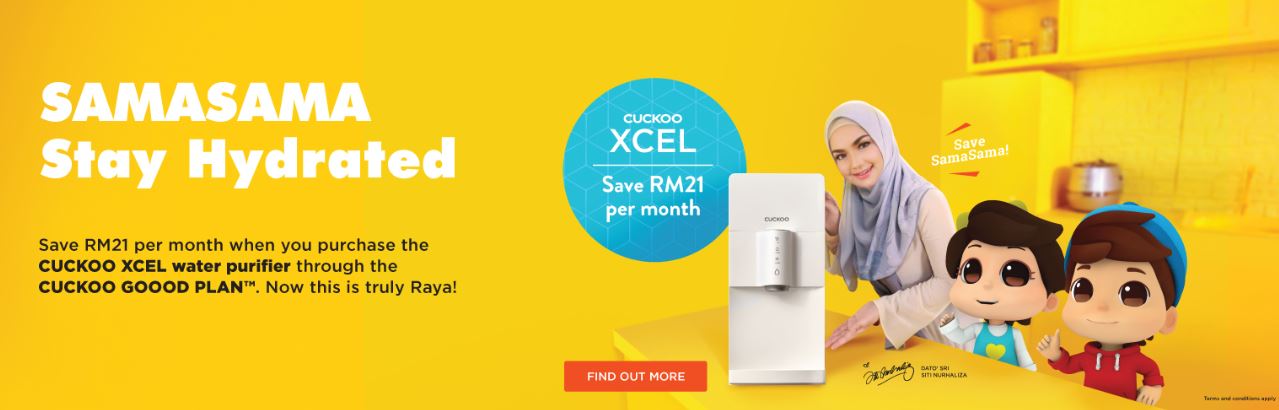 SAMASAMA
Stay Hydrated
Save RM21 per month when you purchase the
CUCKOO XCEL water purifier through the
CUCKOO GOOOD PLAN™. Now this is truly Raya!
CUCKOO
XCEL
Save RM21
per month
CUCKOO
Save
SamaSama!
FIND OUT MORE
DATO' SRI
SITI NURHALIZA
Terms and conditions apply